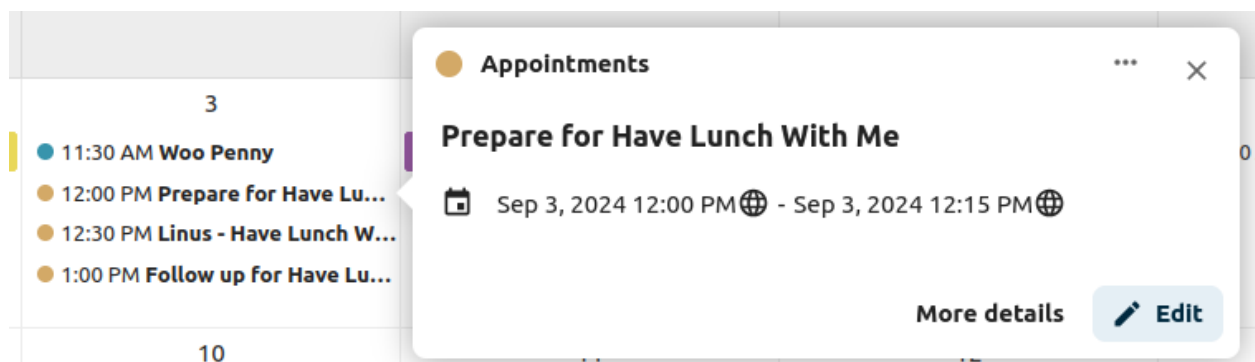 3
11:30 AM Woo Penny
12:00 PM Prepare for Have Lu...
12:30 PM Linus - Have Lunch W...
1:00 PM Follow up for Have Lu...
10
Appointments
Prepare for Have Lunch With Me
Sep 3, 2024 12:00 PM - Sep 3, 2024 12:15 PM
More details
Edit
0